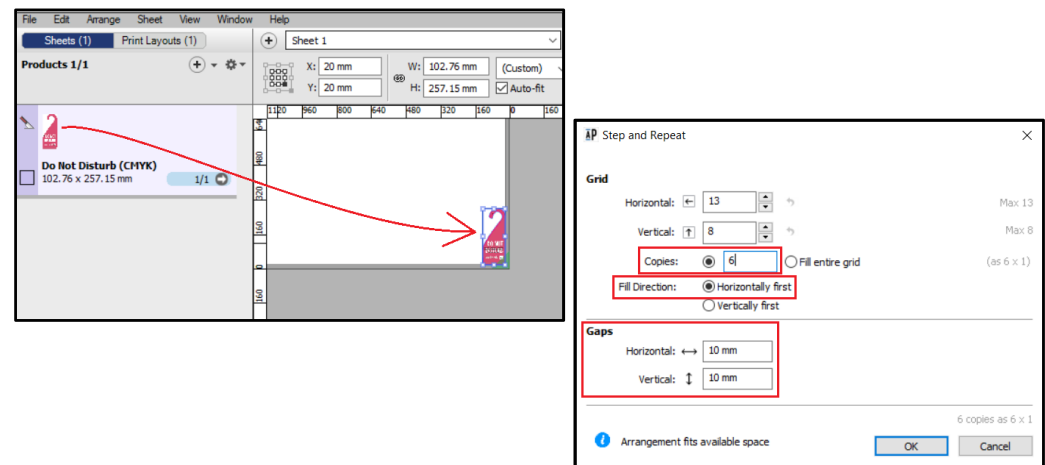 File Edit Arrange Sheet View Window Help
Sheets (1) Print Layouts (1) Sheet 1
Products 1/1
X: 20 mm W: 102.76 mm (Custom)
Y: 20 mm H: 257.15 mm Auto-fit
1120 960 800 640 480 320 160 0 160
640
480
320
160
0
160
Do Not Disturb (CMYK)
102.76 x 257.15 mm 1/1
DO NOT
DISTURB
AP Step and Repeat
Grid
Horizontal: 13 Max 13
Vertical: 8 Max 8
Copies: 6 Fill entire grid (as 6 x 1)
Fill Direction: Horizontally first
Vertically first
Gaps
Horizontal: 10 mm
Vertical: 10 mm
6 copies as 6 x 1
Arrangement fits available space
OK Cancel